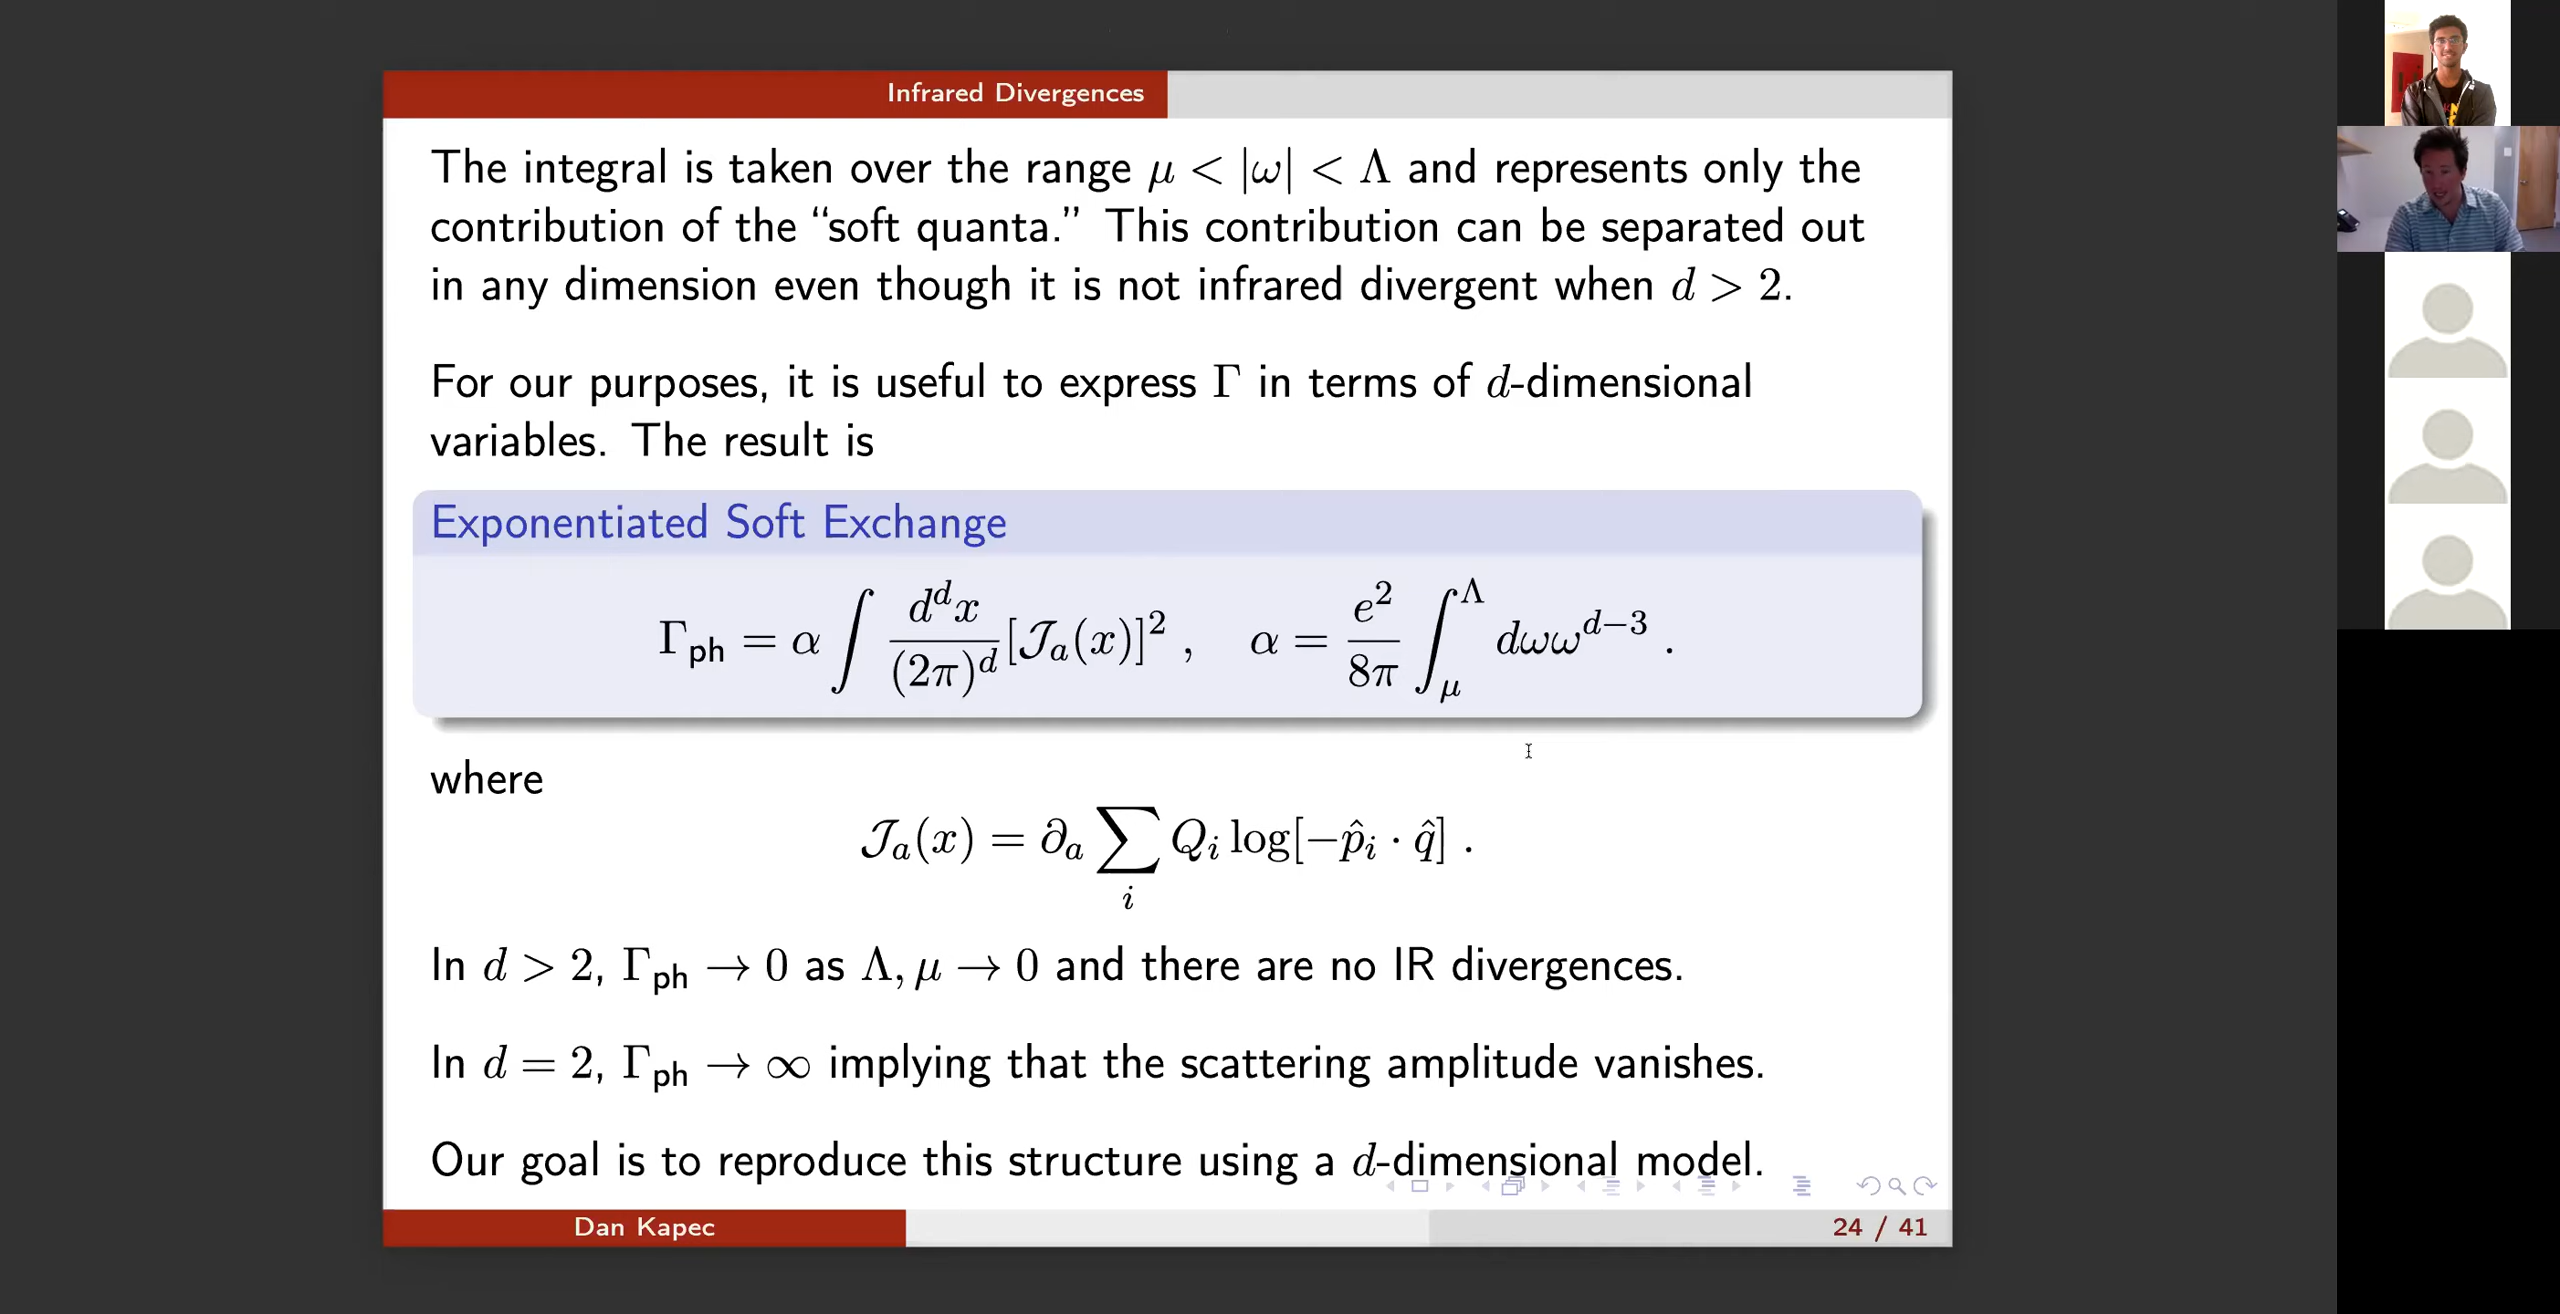 Infrared Divergences
The integral is taken over the range μ < |ω| < Λ and represents only the
contribution of the “soft quanta.” This contribution can be separated out
in any dimension even though it is not infrared divergent when d > 2.
For our purposes, it is useful to express Γ in terms of d-dimensional
variables. The result is
Exponentiated Soft Exchange
Γ_ph = α ∫ d^d x / (2π)^d [𝒥_a(x)]^2 , α = e^2 / 8π ∫_μ^Λ dωω^{d−3} .
where
𝒥_a(x) = ∂_a ∑_i Q_i log[−p̂_i · q̂] .
In d > 2, Γ_ph → 0 as Λ, μ → 0 and there are no IR divergences.
In d = 2, Γ_ph → ∞ implying that the scattering amplitude vanishes.
Our goal is to reproduce this structure using a d-dimensional model.
Dan Kapec
24 / 41